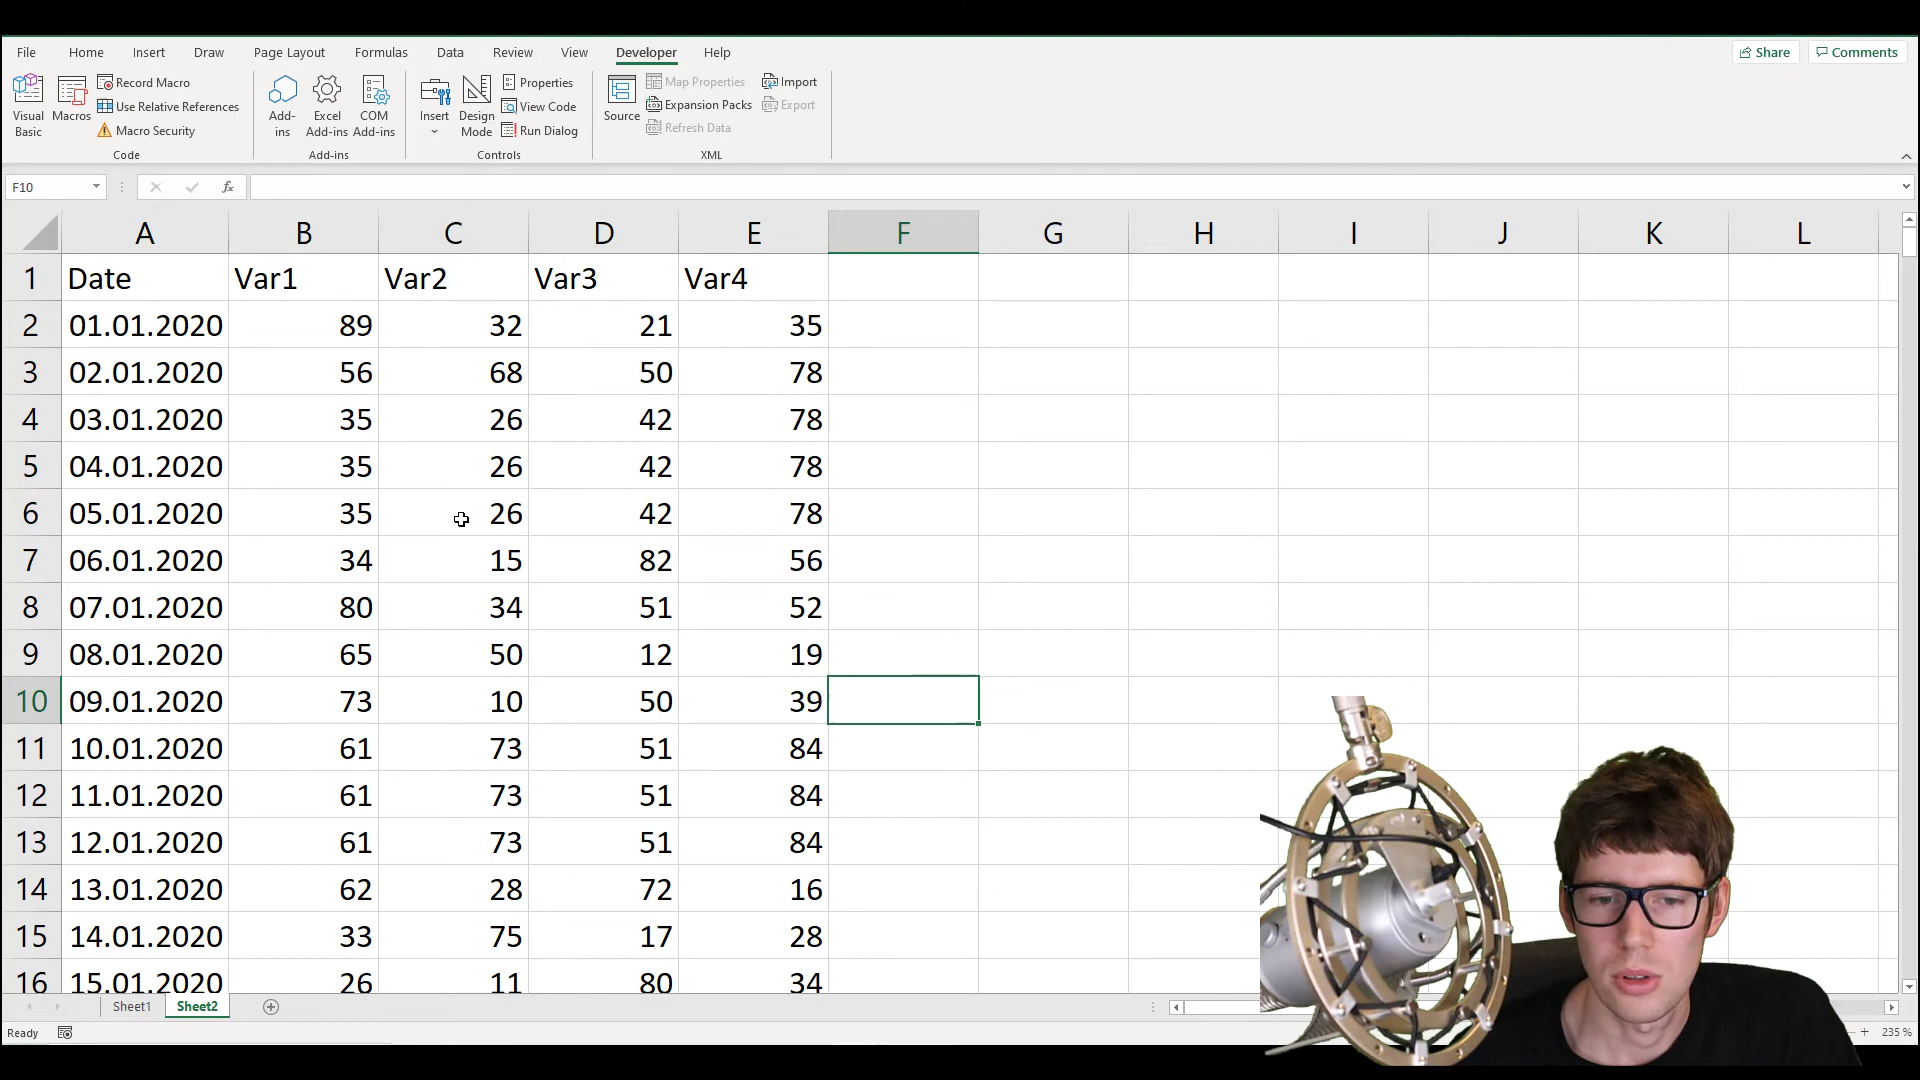 File Home Insert Draw Page Layout Formulas Data Review View Developer Help Share Comments
Visual Basic
Macros
Record Macro
Use Relative References
Macro Security
Code
Add-ins
Excel Add-ins
COM Add-ins
Add-ins
Insert
Design Mode
Properties
View Code
Run Dialog
Controls
Source
Map Properties
Expansion Packs
Refresh Data
Import
Export
XML
F10 fx
A B C D E F G H I J K L
1 Date Var1 Var2 Var3 Var4
2 01.01.2020 89 32 21 35
3 02.01.2020 56 68 50 78
4 03.01.2020 35 26 42 78
5 04.01.2020 35 26 42 78
6 05.01.2020 35 26 42 78
7 06.01.2020 34 15 82 56
8 07.01.2020 80 34 51 52
9 08.01.2020 65 50 12 19
10 09.01.2020 73 10 50 39
11 10.01.2020 61 73 51 84
12 11.01.2020 61 73 51 84
13 12.01.2020 61 73 51 84
14 13.01.2020 62 28 72 16
15 14.01.2020 33 75 17 28
16 15.01.2020 26 11 80 34
Sheet1 Sheet2
Ready 235 %